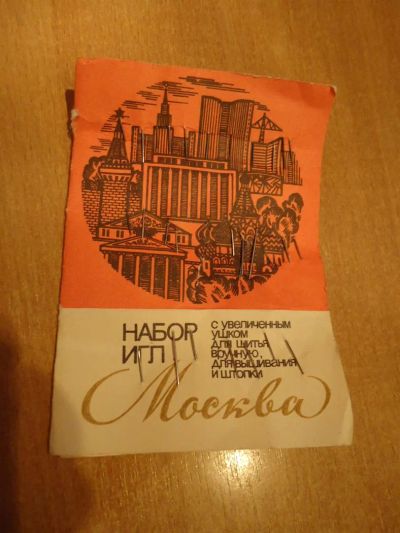 НАБОР
ИГЛ
с увеличенным
ушком
для шитья
вручную,
для вышивания
и штопки
Москва